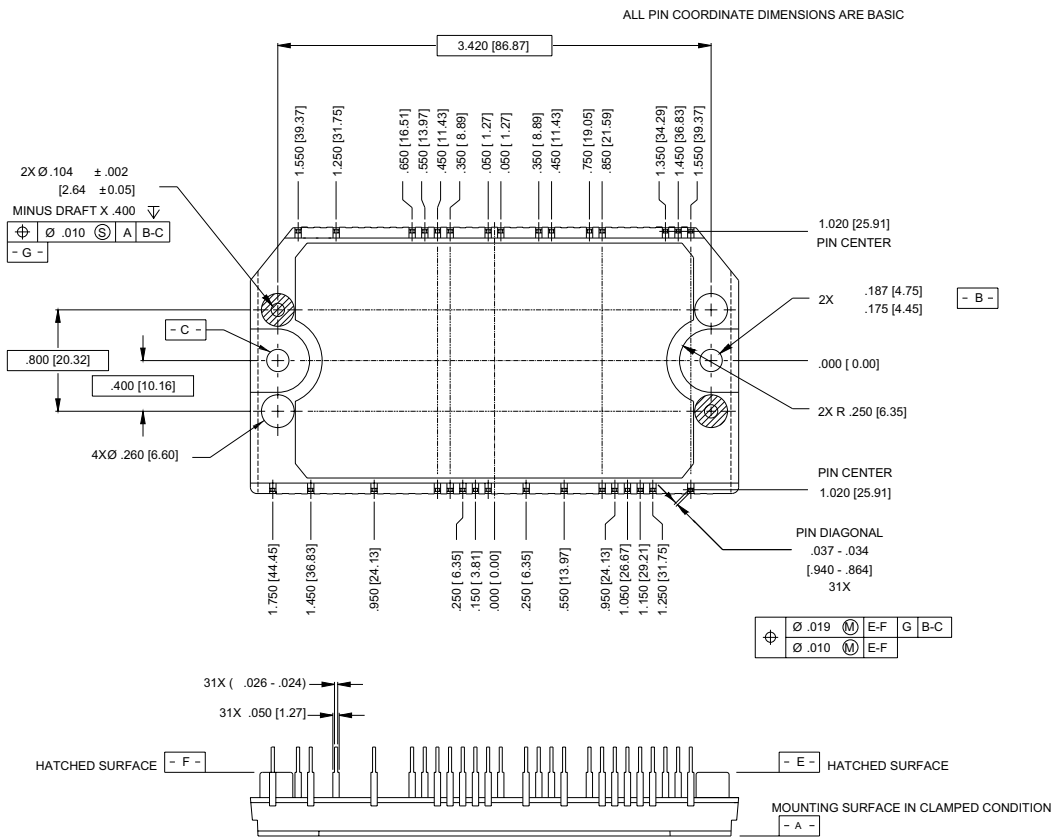 ALL PIN COORDINATE DIMENSIONS ARE BASIC
3.420 [86.87]
1.550 [39.37]
1.250 [31.75]
.650 [16.51]
.550 [13.97]
.450 [11.43]
.350 [ 8.89]
.050 [ 1.27]
.050 [ 1.27]
.350 [ 8.89]
.450 [11.43]
.750 [19.05]
.850 [21.59]
1.350 [34.29]
1.450 [36.83]
1.550 [39.37]
2X Ø .104 ± .002
[2.64 ±0.05]
MINUS DRAFT X .400
Ø .010 Ⓢ A B-C
- G -
1.020 [25.91]
PIN CENTER
2X .187 [4.75]
.175 [4.45]
- B -
- C -
.800 [20.32]
.400 [10.16]
.000 [ 0.00]
2X R .250 [6.35]
4XØ .260 [6.60]
PIN CENTER
1.020 [25.91]
1.750 [44.45]
1.450 [36.83]
.950 [24.13]
.250 [ 6.35]
.150 [ 3.81]
.000 [ 0.00]
.250 [ 6.35]
.550 [13.97]
.950 [24.13]
1.050 [26.67]
1.150 [29.21]
1.250 [31.75]
PIN DIAGONAL
.037 - .034
[.940 - .864]
31X
Ø .019 Ⓜ E-F G B-C
Ø .010 Ⓜ E-F
31X ( .026 - .024)
31X .050 [1.27]
HATCHED SURFACE - F -
- E - HATCHED SURFACE
MOUNTING SURFACE IN CLAMPED CONDITION
- A -